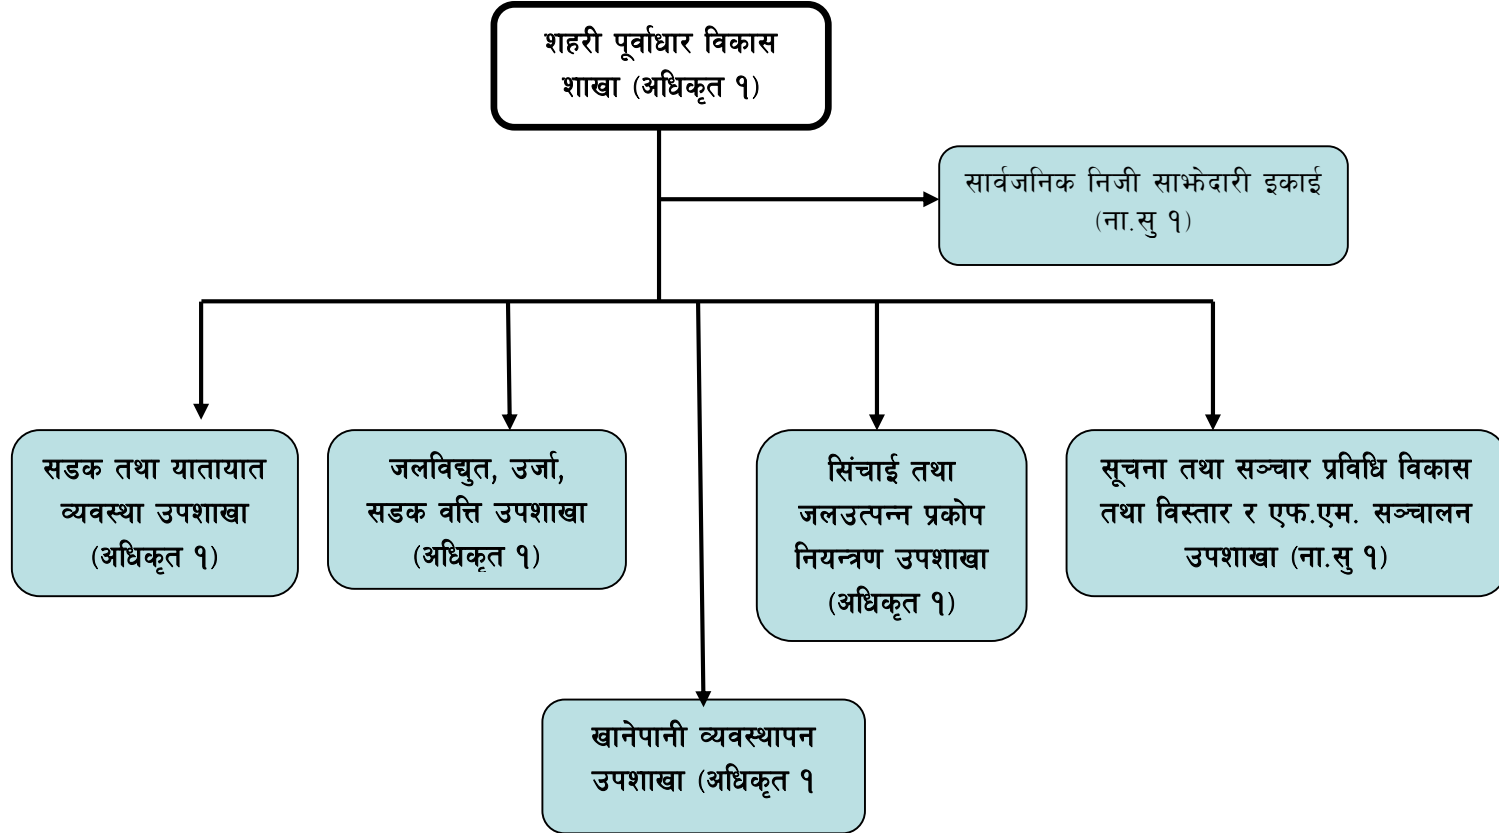 शहरी पूर्वाधार विकास
शाखा (अधिकृत १)
सार्वजनिक निजी साझेदारी इकाई
(ना.सु १)
सडक तथा यातायात
व्यवस्था उपशाखा
(अधिकृत १)
जलविद्युत, उर्जा,
सडक वत्ति उपशाखा
(अधिकृत १)
सिंचाई तथा
जलउत्पन्न प्रकोप
नियन्त्रण उपशाखा
(अधिकृत १)
सूचना तथा सञ्चार प्रविधि विकास
तथा विस्तार र एफ.एम. सञ्चालन
उपशाखा (ना.सु १)
खानेपानी व्यवस्थापन
उपशाखा (अधिकृत १